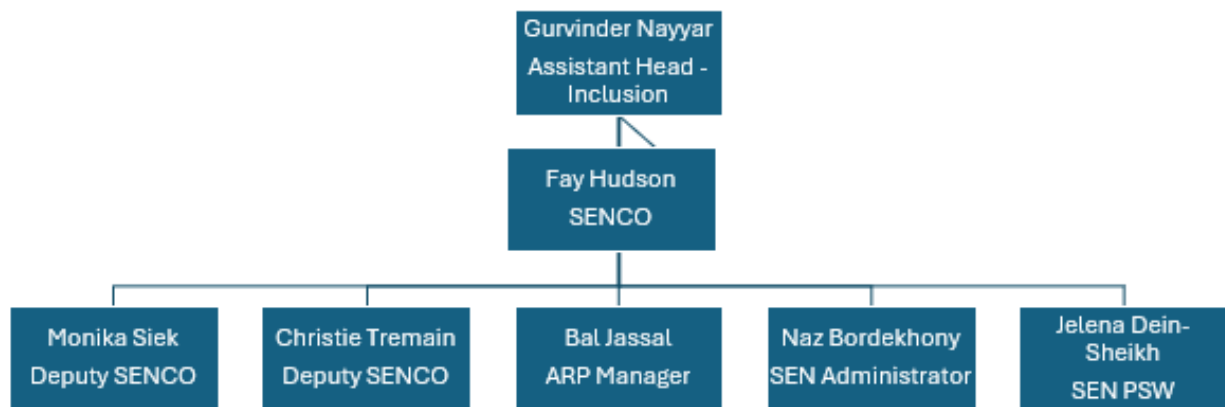 Gurvinder Nayyar
Assistant Head -
Inclusion
Fay Hudson
SENCO
Monika Siek
Deputy SENCO
Christie Tremain
Deputy SENCO
Bal Jassal
ARP Manager
Naz Bordekhony
SEN Administrator
Jelena Dein-
Sheikh
SEN PSW